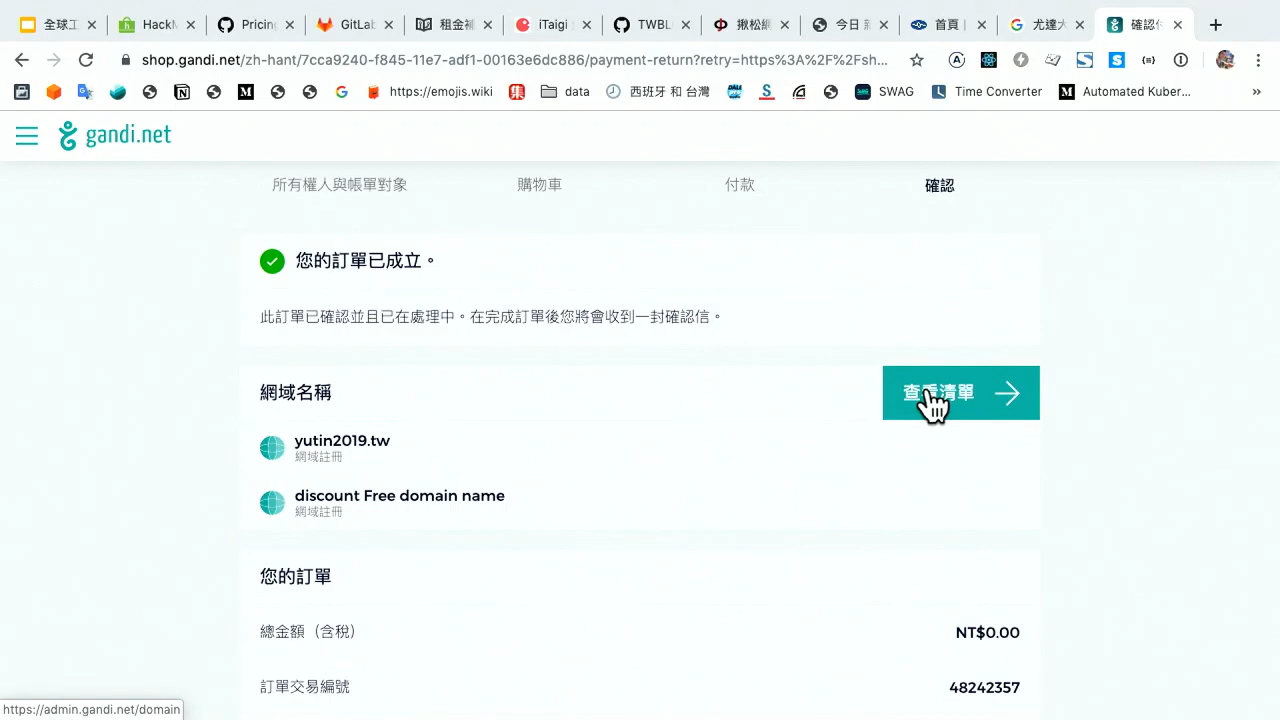 全球工
HackM
Pricing
GitLab
租金補
iTaigi
TWBL
揪松網
今日 新
首頁 |
尤達大
確認付
shop.gandi.net/zh-hant/7cca9240-f845-11e7-adf1-00163e6dc886/payment-return?retry=https%3A%2F%2Fsh...
https://emojis.wiki
集
data
西班牙 和 台灣
SWAG
Time Converter
Automated Kuber...
»
gandi.net
所有權人與帳單對象
購物車
付款
確認
您的訂單已成立。
此訂單已確認並且已在處理中。在完成訂單後您將會收到一封確認信。
網域名稱
查看清單
yutin2019.tw
網域註冊
discount Free domain name
網域註冊
您的訂單
總金額（含稅）
NT$0.00
訂單交易編號
48242357
https://admin.gandi.net/domain